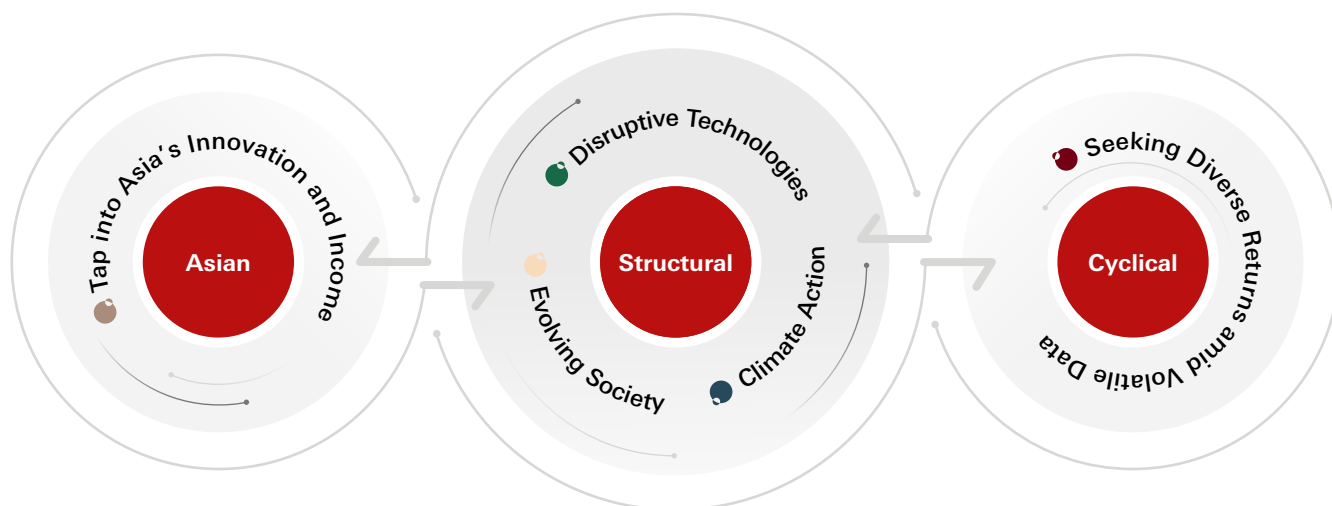 Tap into Asia's Innovation and Income
Asian
Disruptive Technologies
Structural
Evolving Society
Climate Action
Seeking Diverse Returns amid Volatile Data
Cyclical